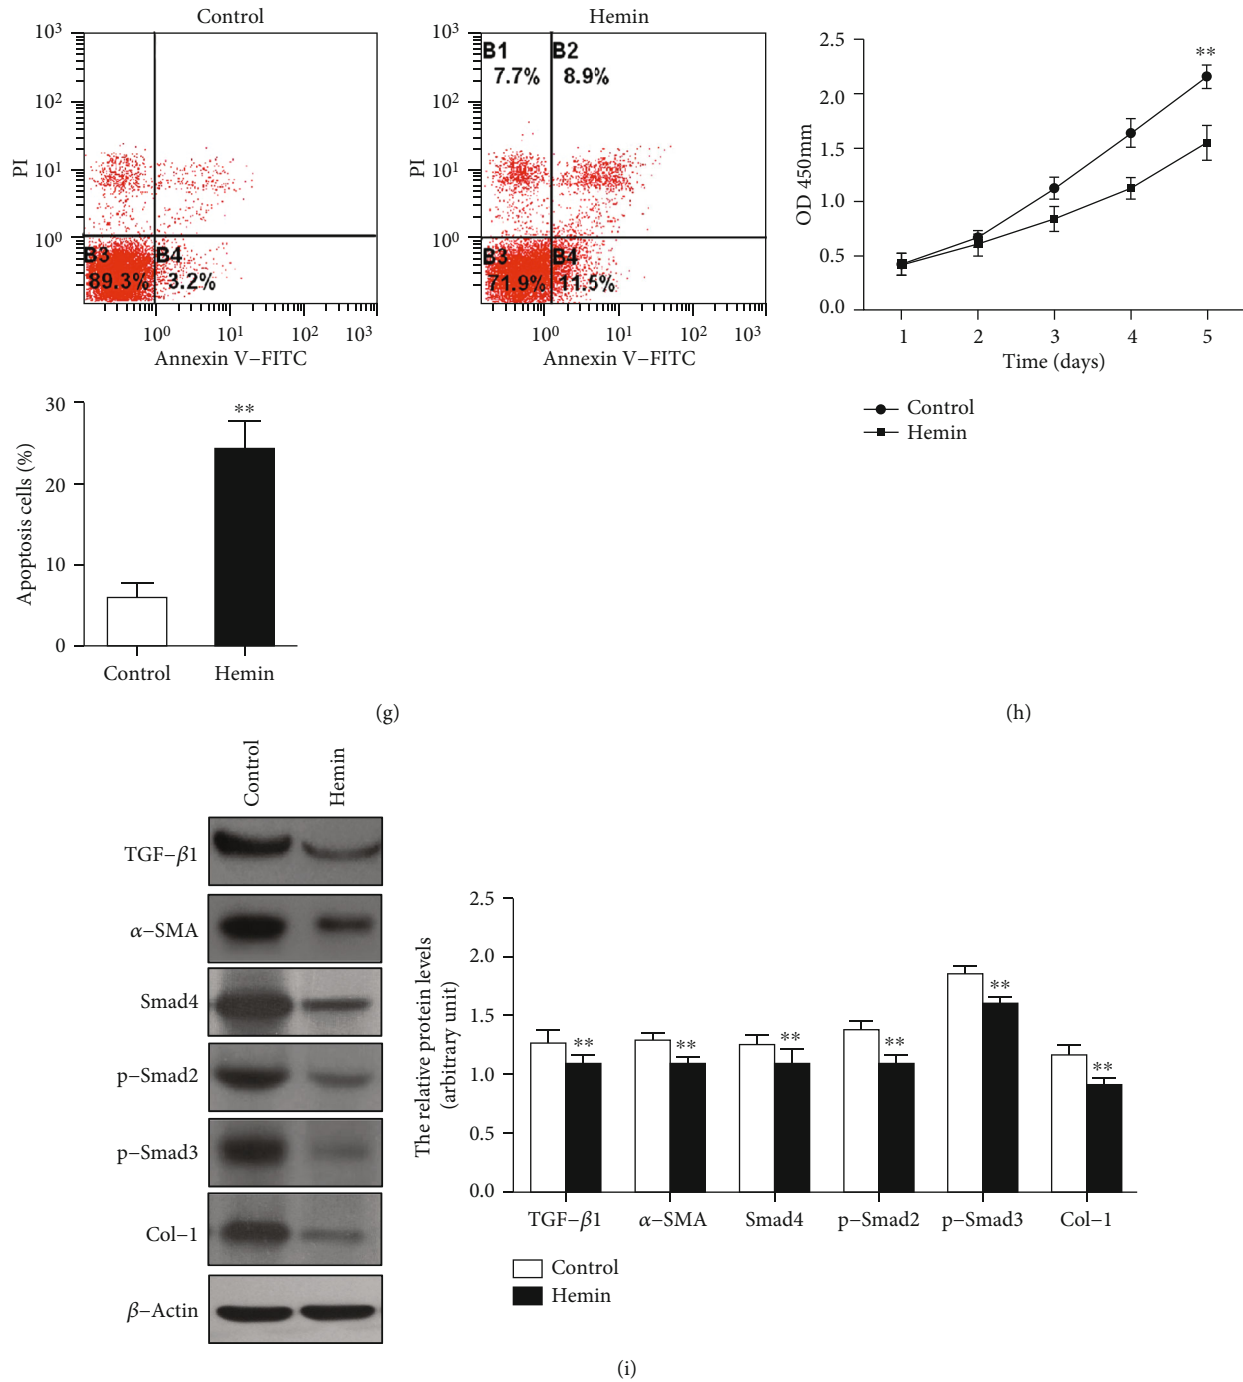 Control
Hemin
10³
10²
10¹
10⁰
PI
B3
89.3%
B4
3.2%
10⁰
10¹
10²
10³
Annexin V–FITC
10³
10²
10¹
10⁰
PI
B1
7.7%
B2
8.9%
B3
71.9%
B4
11.5%
10⁰
10¹
10²
10³
Annexin V–FITC
2.5
2.0
1.5
1.0
0.5
0.0
OD 450mm
**
1
2
3
4
5
Time (days)
Control
Hemin
30
20
10
0
Apoptosis cells (%)
**
Control
Hemin
(g)
(h)
Control
Hemin
TGF–β1
α–SMA
Smad4
p–Smad2
p–Smad3
Col–1
β–Actin
2.5
2.0
1.5
1.0
0.5
0.0
The relative protein levels
(arbitrary unit)
**
**
**
**
**
**
TGF–β1
α–SMA
Smad4
p–Smad2
p–Smad3
Col–1
Control
Hemin
(i)